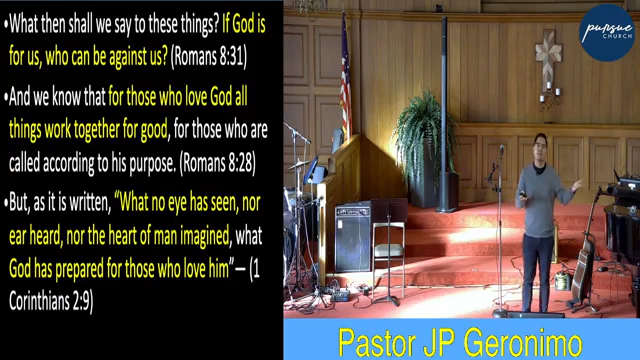 •What then shall we say to these things? If God is
for us, who can be against us? (Romans 8:31)
•And we know that for those who love God all
things work together for good, for those who are
called according to his purpose. (Romans 8:28)
•But, as it is written, “What no eye has seen, nor
ear heard, nor the heart of man imagined, what
God has prepared for those who love him”— (1
Corinthians 2:9)
pursue
CHURCH
Pastor JP Geronimo